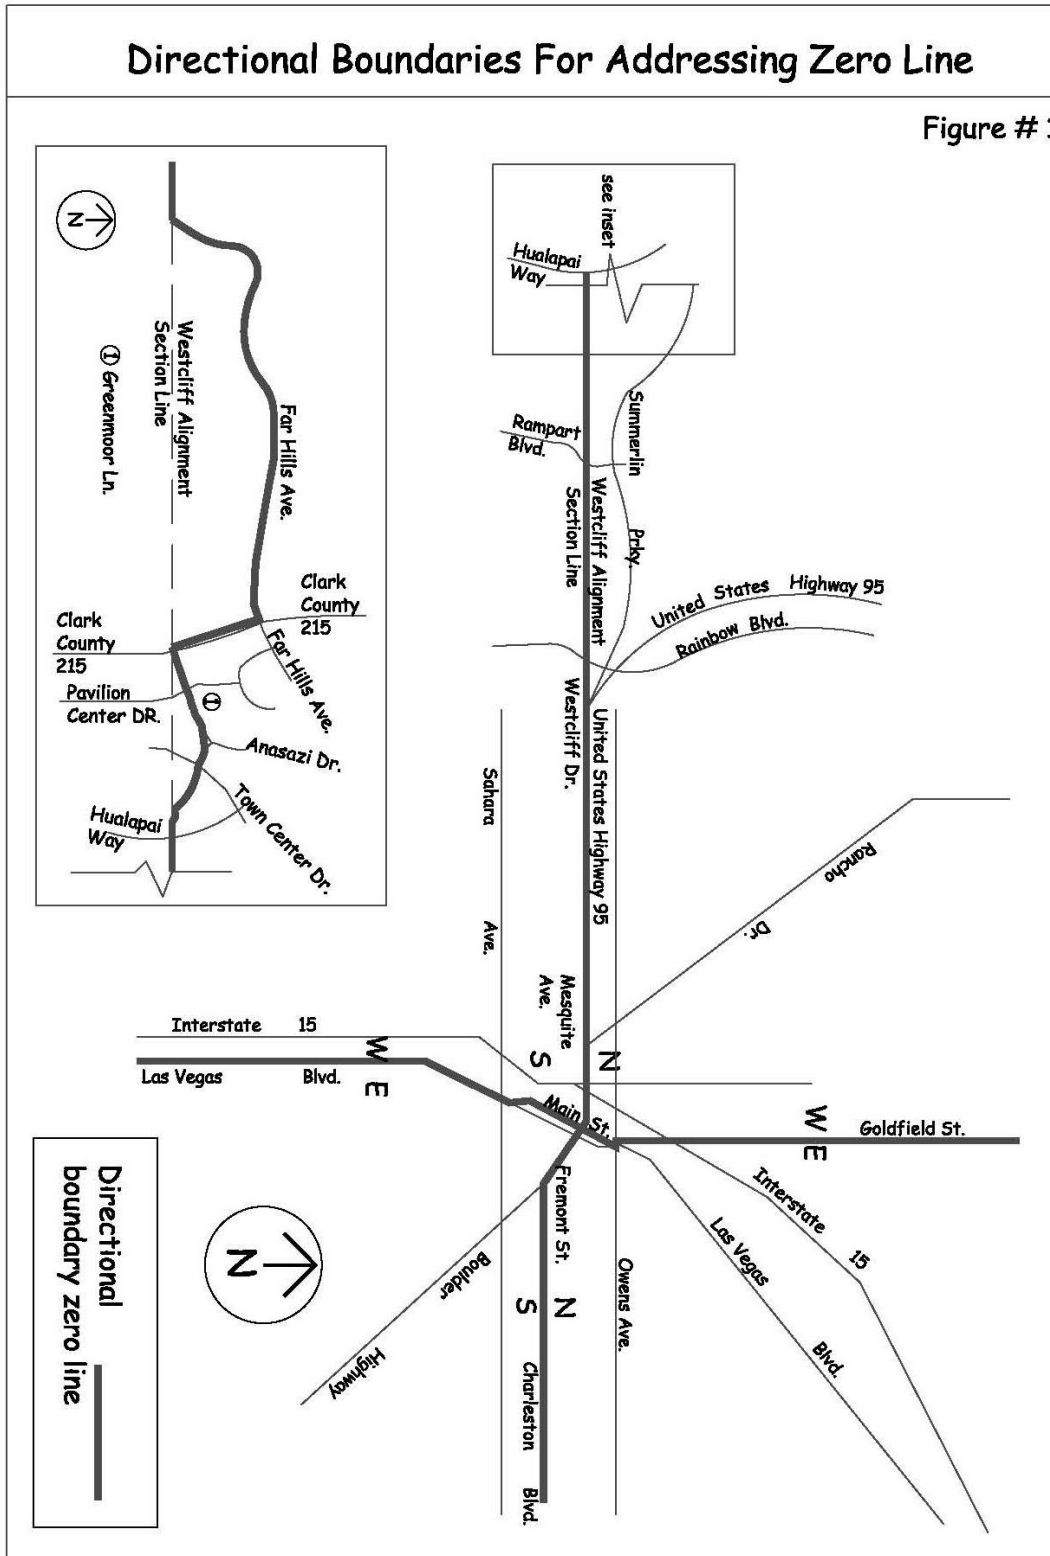 Directional Boundaries For Addressing Zero Line
Figure #
N
Westcliff Alignment
Section Line
① Greenmoor Ln.
Far Hills Ave.
Clark
County
215
Clark
County
215
Far Hills Ave.
Pavilion
Center DR.
①
Anasazi Dr.
Town Center Dr.
Hualapai
Way
see inset
Hualapai
Way
Summerlin
Prky.
Rampart
Blvd.
Westcliff Alignment
Section Line
United States Highway 95
Rainbow Blvd.
Westcliff Dr.
United States Highway 95
Sahara
Ave.
Rancho
Dr.
Mesquite
Ave.
S
N
Interstate 15
W
E
Las Vegas Blvd.
Main St.
W
E
Goldfield St.
Fremont St.
Interstate 15
Las Vegas
Blvd.
Boulder
Highway
Owens Ave.
N
S
Charleston Blvd.
N
Directional
boundary zero line